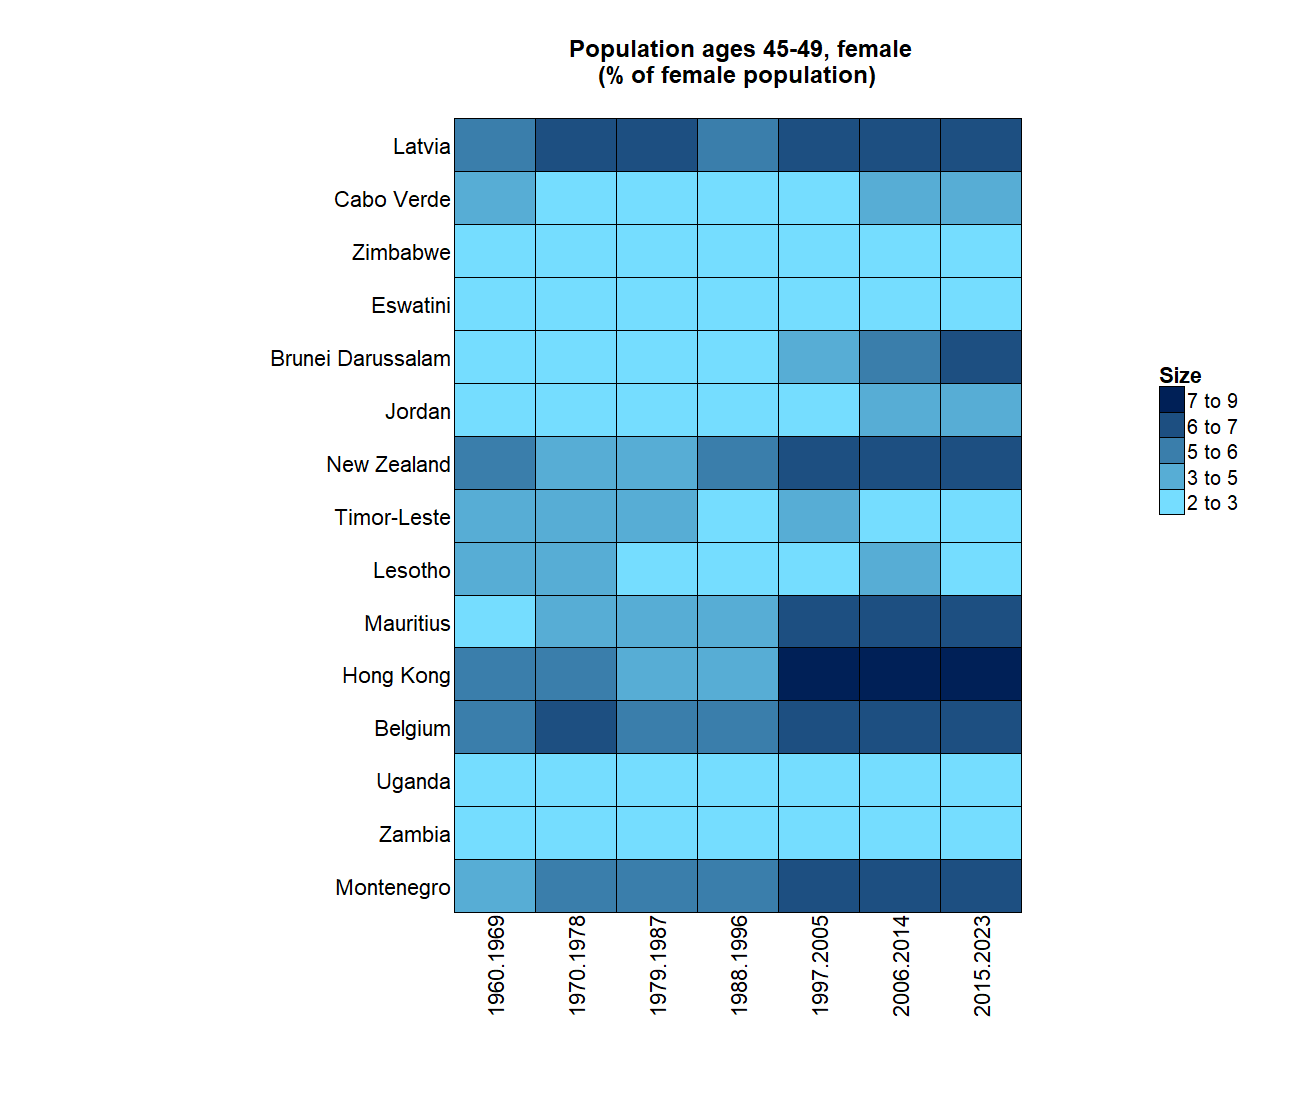 Population ages 45-49, female
(% of female population)
Latvia
Cabo Verde
Zimbabwe
Eswatini
Brunei Darussalam
Jordan
New Zealand
Timor-Leste
Lesotho
Mauritius
Hong Kong
Belgium
Uganda
Zambia
Montenegro
1960.1969
1970.1978
1979.1987
1988.1996
1997.2005
2006.2014
2015.2023
Size
7 to 9
6 to 7
5 to 6
3 to 5
2 to 3